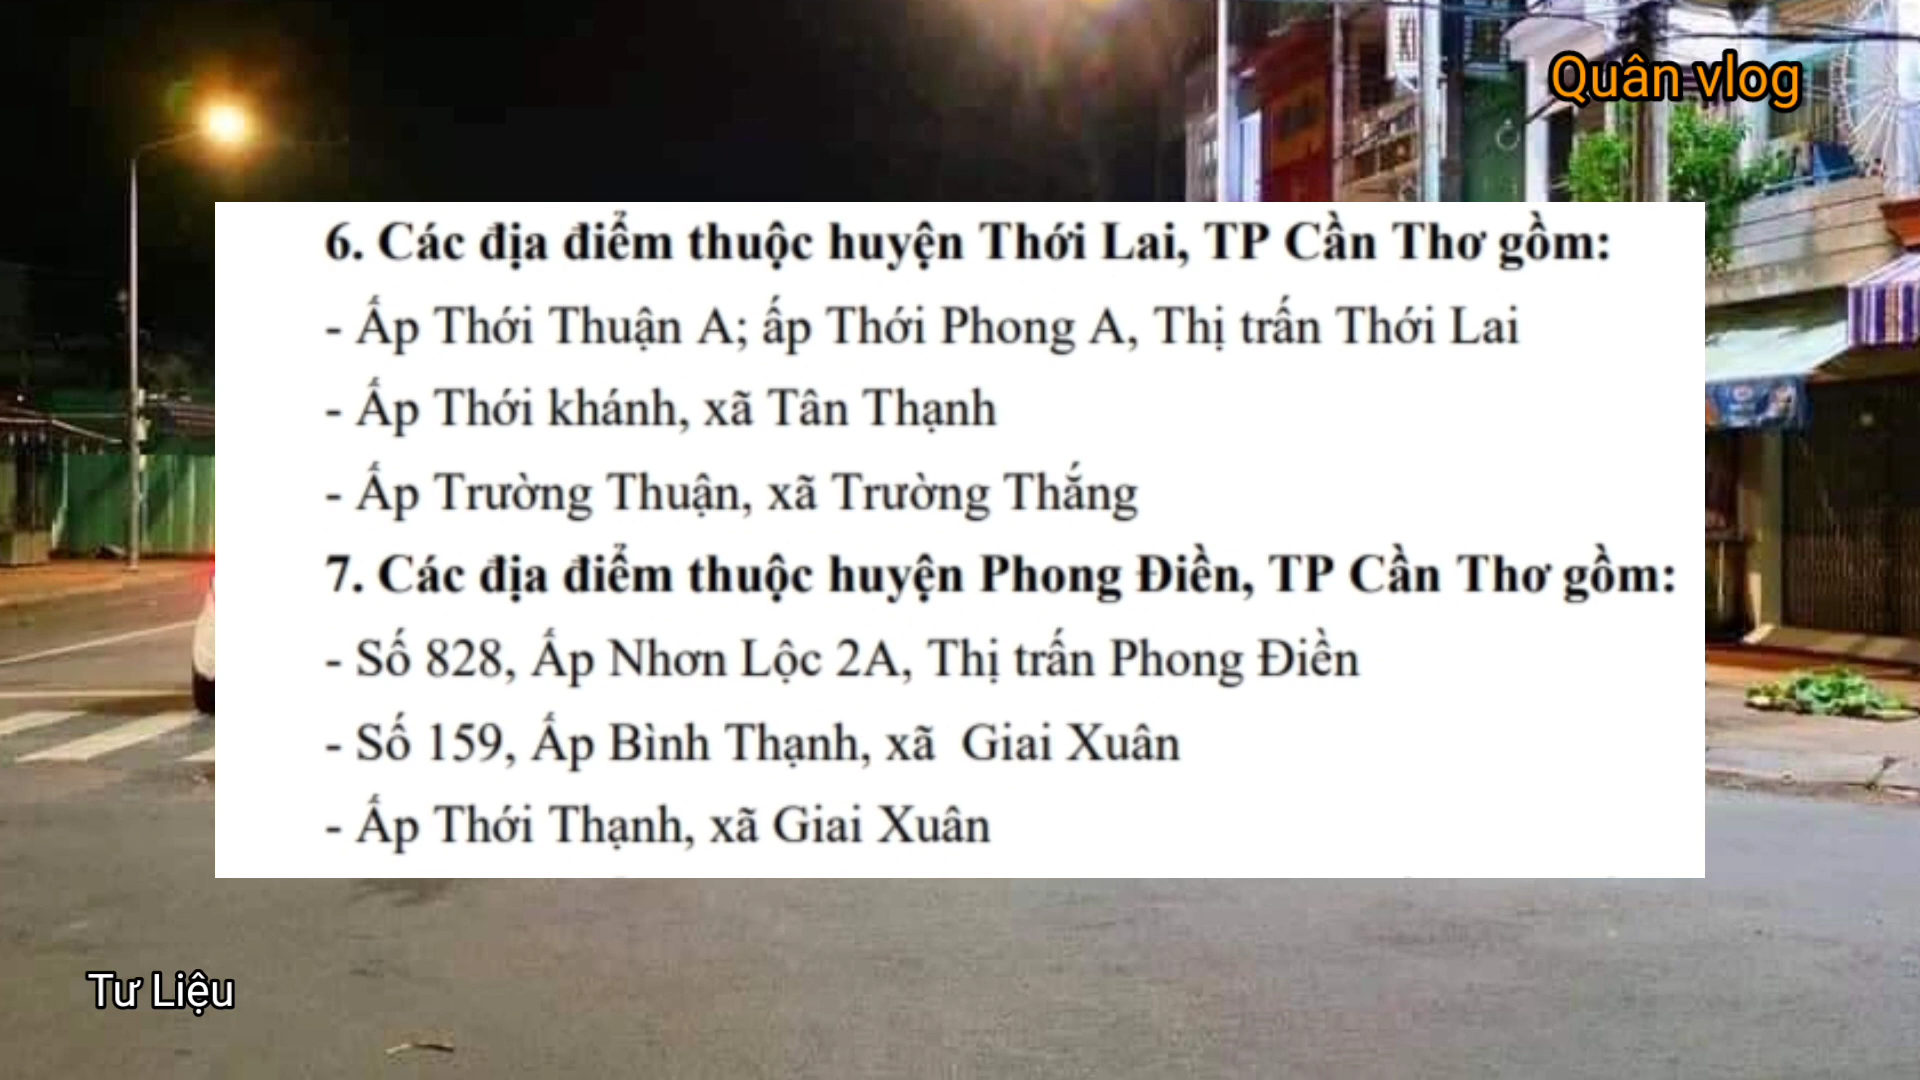 Quân vlog
6. Các địa điểm thuộc huyện Thới Lai, TP Cần Thơ gồm:
- Ấp Thới Thuận A; ấp Thới Phong A, Thị trấn Thới Lai
- Ấp Thới khánh, xã Tân Thạnh
- Ấp Trường Thuận, xã Trường Thắng
7. Các địa điểm thuộc huyện Phong Điền, TP Cần Thơ gồm:
- Số 828, Ấp Nhơn Lộc 2A, Thị trấn Phong Điền
- Số 159, Ấp Bình Thạnh, xã  Giai Xuân
- Ấp Thới Thạnh, xã Giai Xuân
Tư Liệu